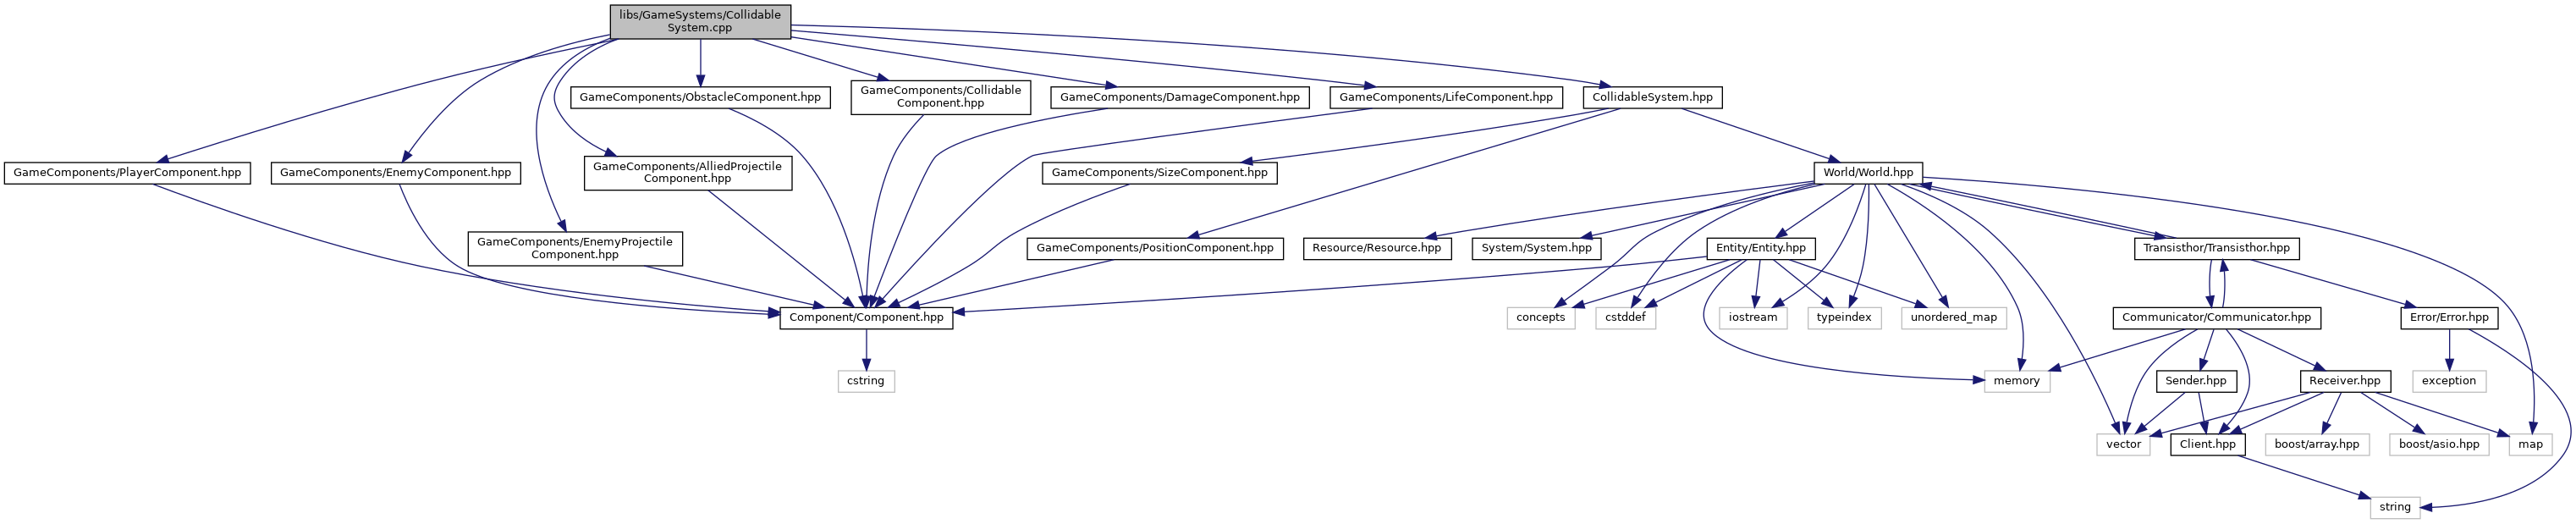 libs/GameSystems/Collidable
System.cpp
GameComponents/ObstacleComponent.hpp
GameComponents/Collidable
Component.hpp
GameComponents/DamageComponent.hpp
GameComponents/LifeComponent.hpp
CollidableSystem.hpp
GameComponents/PlayerComponent.hpp
GameComponents/EnemyComponent.hpp
GameComponents/AlliedProjectile
Component.hpp
GameComponents/SizeComponent.hpp
World/World.hpp
GameComponents/EnemyProjectile
Component.hpp
GameComponents/PositionComponent.hpp
Resource/Resource.hpp
System/System.hpp
Entity/Entity.hpp
Transisthor/Transisthor.hpp
Component/Component.hpp
concepts
cstddef
iostream
typeindex
unordered_map
Communicator/Communicator.hpp
Error/Error.hpp
cstring
memory
Sender.hpp
Receiver.hpp
exception
vector
Client.hpp
boost/array.hpp
boost/asio.hpp
map
string